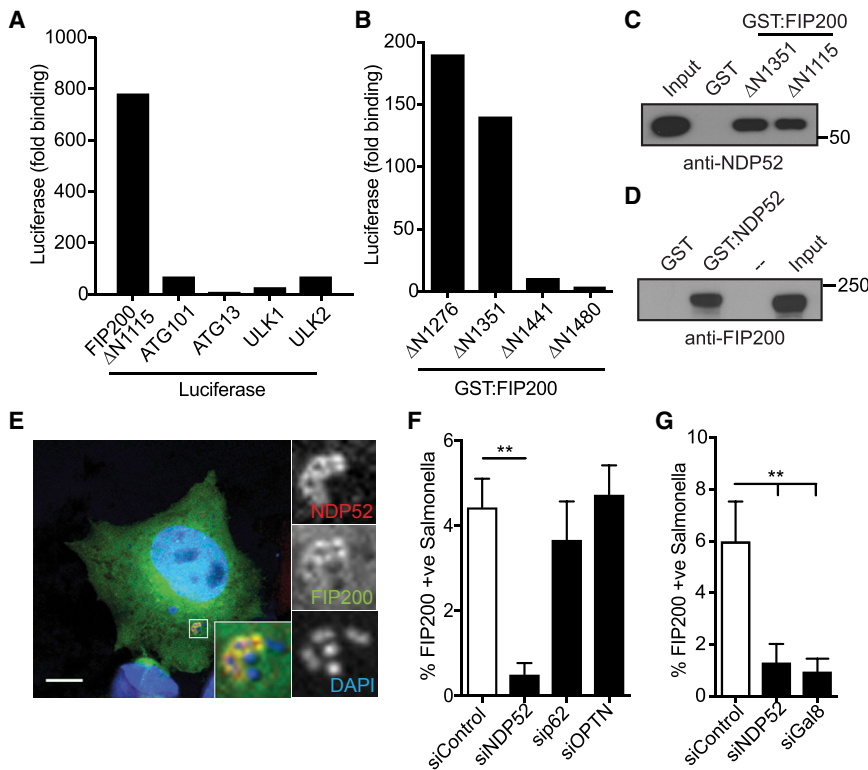 A
Luciferase (fold binding)
1000
800
600
400
200
0
FIP200
ΔN1115
ATG101
ATG13
ULK1
ULK2
Luciferase
B
Luciferase (fold binding)
200
150
100
50
0
ΔN1276
ΔN1351
ΔN1441
ΔN1480
GST:FIP200
C
GST:FIP200
Input
GST
ΔN1351
ΔN1115
50
anti-NDP52
D
GST
GST:NDP52
--
Input
250
anti-FIP200
E
NDP52
FIP200
DAPI
F
% FIP200 +ve Salmonella
6
4
2
0
**
siControl
siNDP52
sip62
siOPTN
G
% FIP200 +ve Salmonella
10
8
6
4
2
0
**
siControl
siNDP52
siGal8